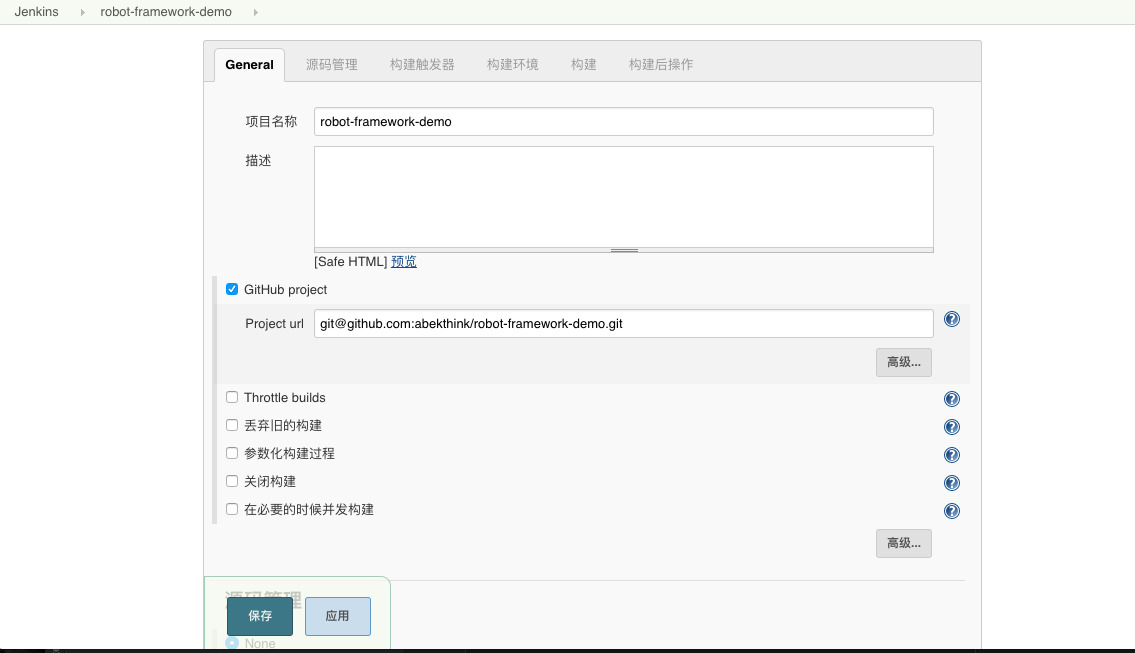 Jenkins robot-framework-demo
General 源码管理 构建触发器 构建环境 构建 构建后操作
项目名称 robot-framework-demo
描述
[Safe HTML] 预览
GitHub project
Project url git@github.com:abekthink/robot-framework-demo.git
高级...
Throttle builds
丢弃旧的构建
参数化构建过程
关闭构建
在必要的时候并发构建
高级...
源码管理
保存 应用
None